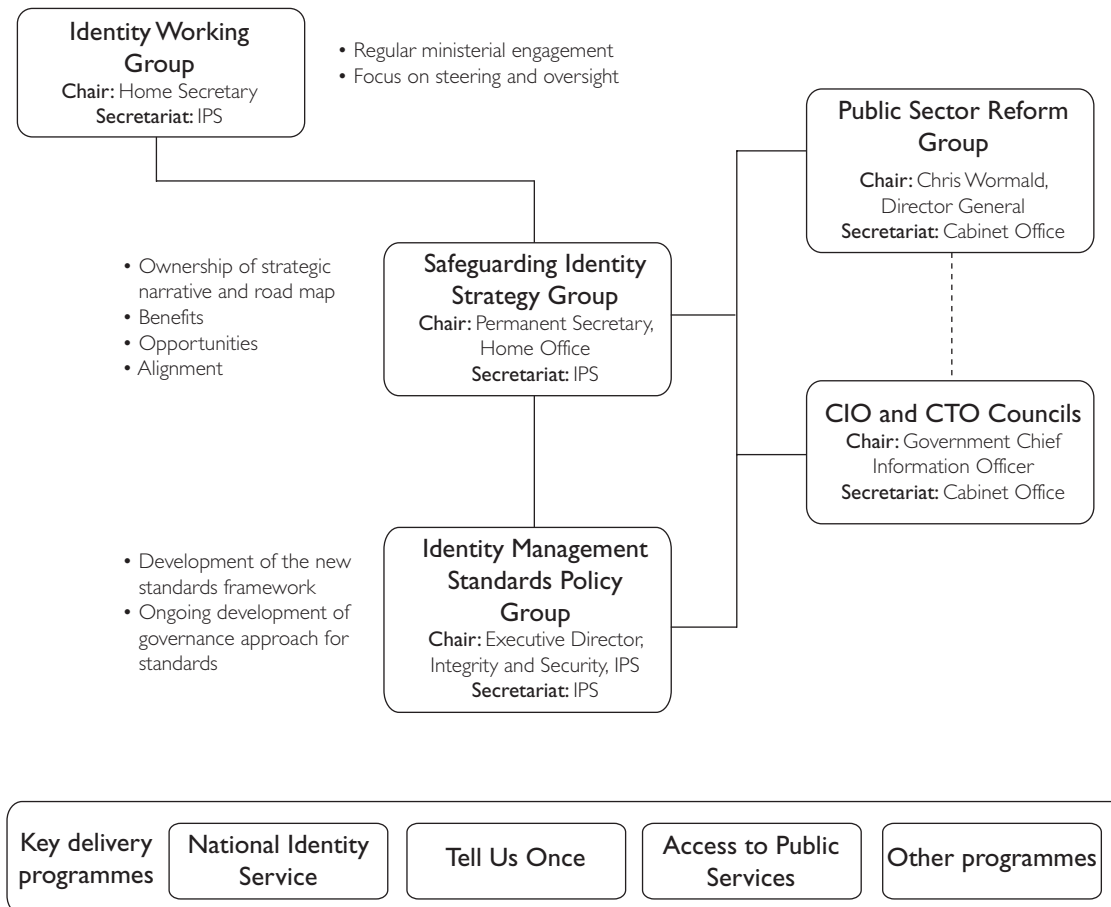 Identity Working
Group
Chair: Home Secretary
Secretariat: IPS
• Regular ministerial engagement
• Focus on steering and oversight
Public Sector Reform
Group
Chair: Chris Wormald,
Director General
Secretariat: Cabinet Office
• Ownership of strategic
narrative and road map
• Benefits
• Opportunities
• Alignment
Safeguarding Identity
Strategy Group
Chair: Permanent Secretary,
Home Office
Secretariat: IPS
CIO and CTO Councils
Chair: Government Chief
Information Officer
Secretariat: Cabinet Office
• Development of the new
standards framework
• Ongoing development of
governance approach for
standards
Identity Management
Standards Policy
Group
Chair: Executive Director,
Integrity and Security, IPS
Secretariat: IPS
Key delivery
programmes
National Identity
Service
Tell Us Once
Access to Public
Services
Other programmes